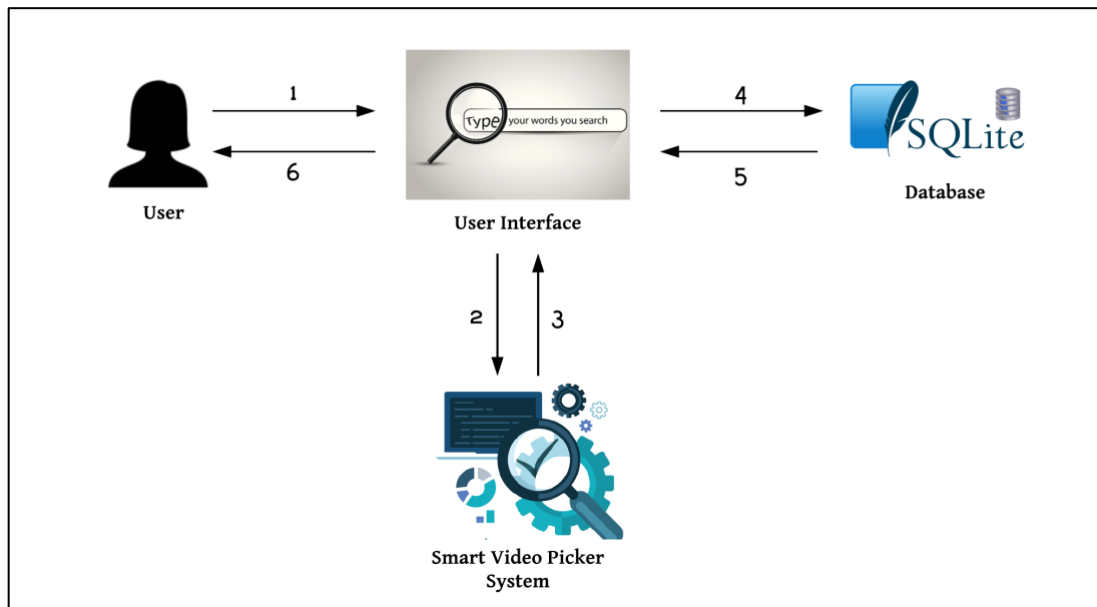 1
4
Type your words you search
SQLite
6
5
User
Database
User Interface
2
3
Smart Video Picker
System